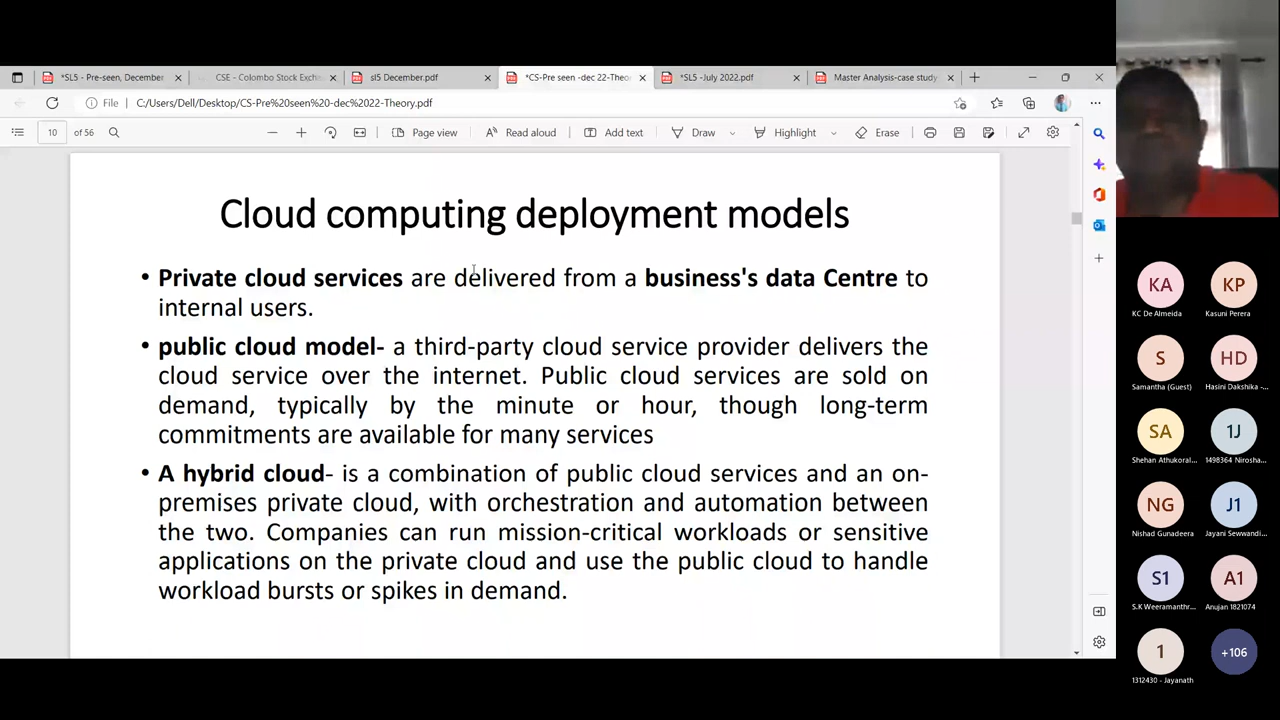 *SL5 - Pre-seen, December
CSE - Colombo Stock Excha
sl5 December.pdf
*CS-Pre seen -dec 22-Theor
*SL5 -July 2022.pdf
Master Analysis-case study
File
C:/Users/Dell/Desktop/CS-Pre%20seen%20-dec%2022-Theory.pdf
10 of 56
Page view
Read aloud
Add text
Draw
Highlight
Erase
Cloud computing deployment models
• Private cloud services are delivered from a business's data Centre to
internal users.
• public cloud model- a third-party cloud service provider delivers the
cloud service over the internet. Public cloud services are sold on
demand, typically by the minute or hour, though long-term
commitments are available for many services
• A hybrid cloud- is a combination of public cloud services and an on-
premises private cloud, with orchestration and automation between
the two. Companies can run mission-critical workloads or sensitive
applications on the private cloud and use the public cloud to handle
workload bursts or spikes in demand.
KA
KC De Almeida
KP
Kasuni Perera
S
Samantha (Guest)
HD
Hasini Dakshika -...
SA
Shehan Athukoral...
1J
1498364 Nirosha...
NG
Nishad Gunadeera
J1
Jayani Sewwandi...
S1
S.K Weeramanthr...
A1
Anujan 1821074
1
1312430 - Jayanath
+106